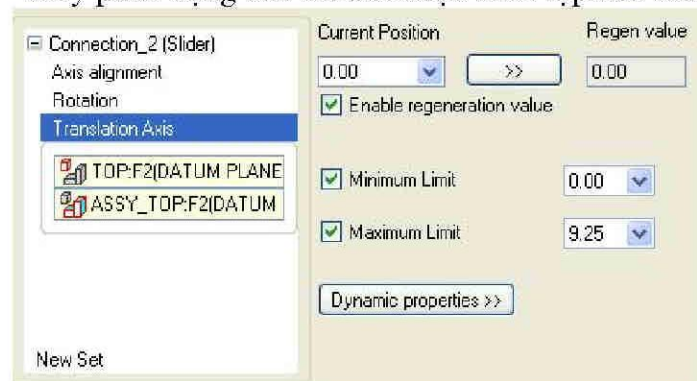 Connection_2 (Slider)
Axis alignment
Rotation
Translation Axis
TOP:F2(DATUM PLANE
ASSY_TOP:F2(DATUM
New Set
Current Position
Regen value
0.00
>>
0.00
Enable regeneration value
Minimum Limit
0.00
Maximum Limit
9.25
Dynamic properties >>